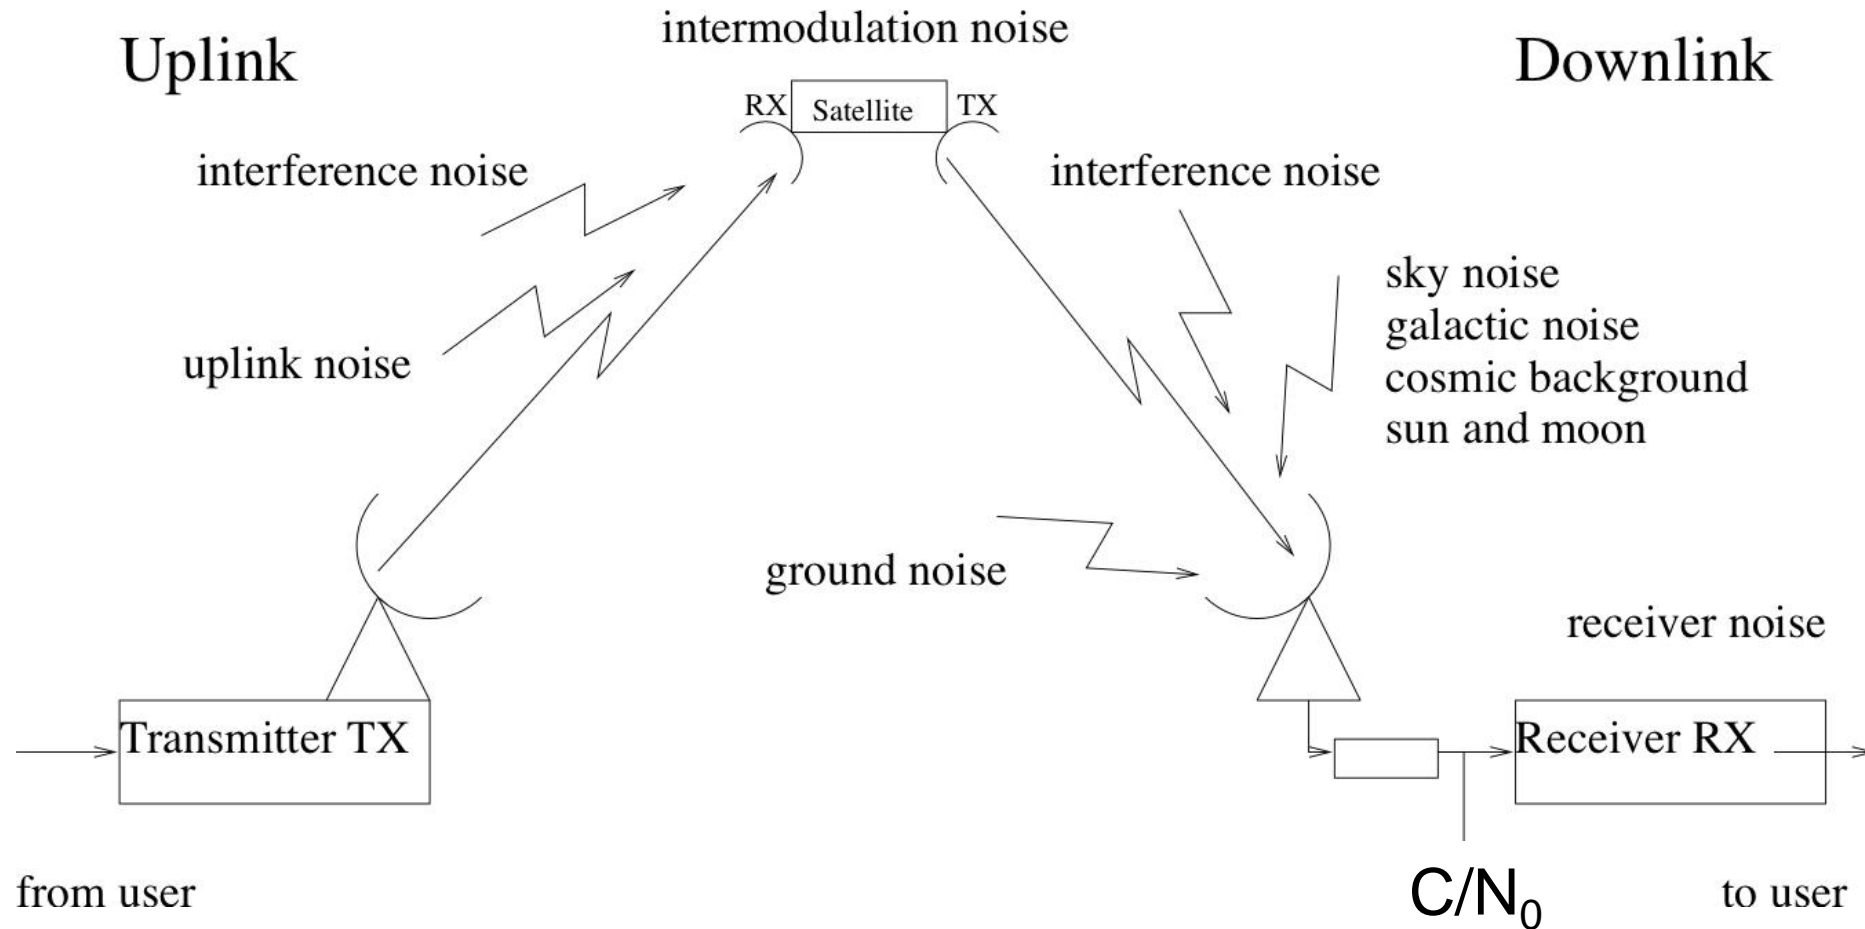 intermodulation noise
Uplink
Downlink
RX
Satellite
TX
interference noise
interference noise
sky noise
galactic noise
cosmic background
sun and moon
uplink noise
ground noise
receiver noise
Transmitter TX
Receiver RX
from user
C/N₀
to user